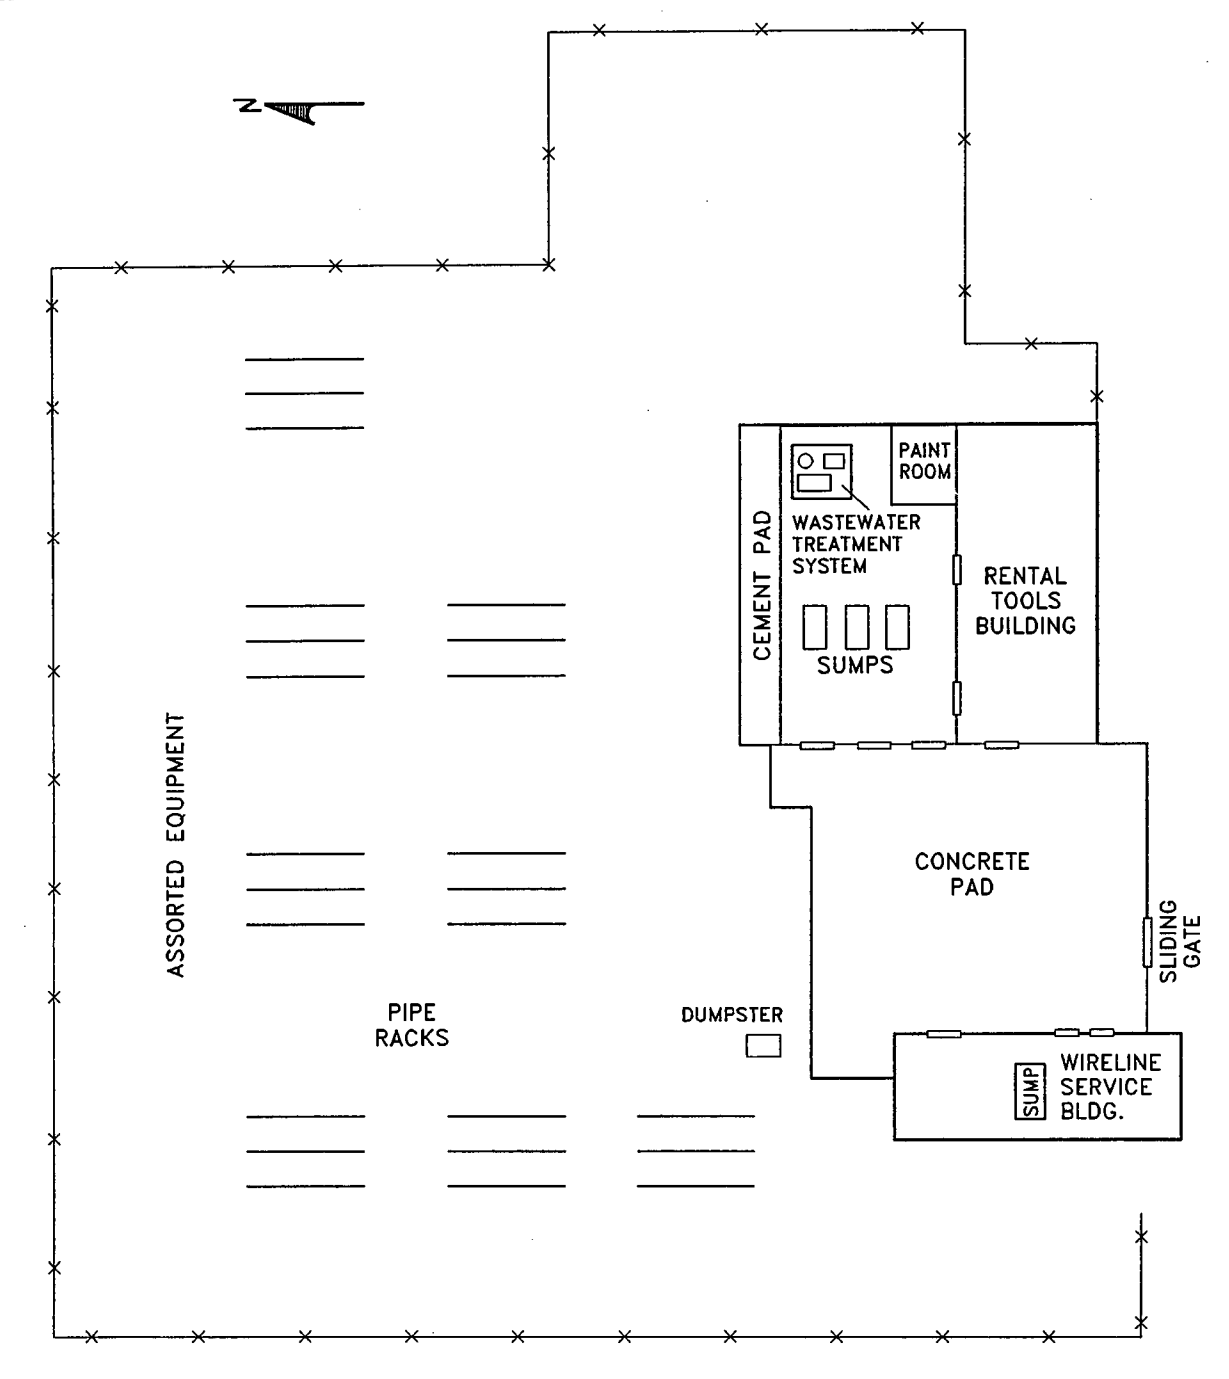 N
PAINT
ROOM
WASTEWATER
TREATMENT
SYSTEM
CEMENT PAD
RENTAL
TOOLS
BUILDING
SUMPS
ASSORTED EQUIPMENT
CONCRETE
PAD
SLIDING
GATE
PIPE
RACKS
DUMPSTER
WIRELINE
SERVICE
BLDG.
SUMP